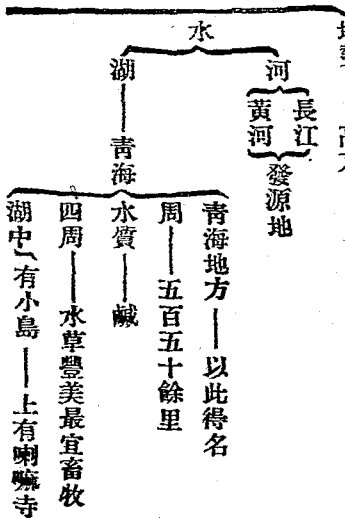 水
河
長江
黃河
發源地
湖——青海
青海地方——以此得名
周——五百五十餘里
水質——鹹
四周——水草豐美最宜畜牧
湖中有小島——上有喇嘛寺